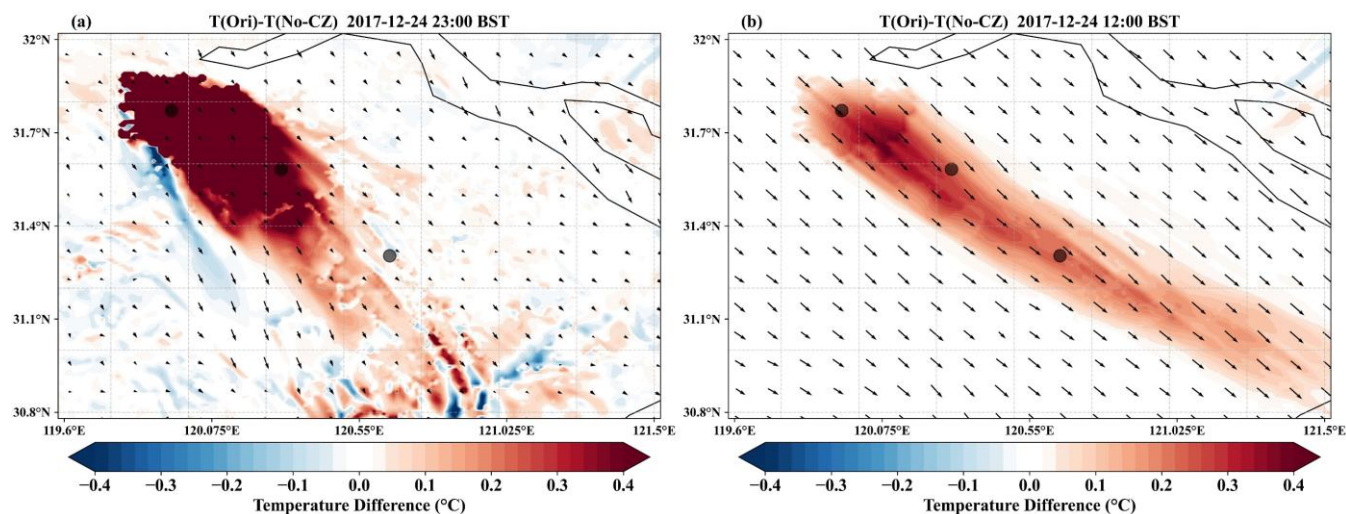 (a) T(Ori)-T(No-CZ) 2017-12-24 23:00 BST
32°N
31.7°N
31.4°N
31.1°N
30.8°N
119.6°E 120.075°E 120.55°E 121.025°E 121.5°E
−0.4 −0.3 −0.2 −0.1 0.0 0.1 0.2 0.3 0.4
Temperature Difference (°C)
(b) T(Ori)-T(No-CZ) 2017-12-24 12:00 BST
32°N
31.7°N
31.4°N
31.1°N
30.8°N
119.6°E 120.075°E 120.55°E 121.025°E 121.5°E
−0.4 −0.3 −0.2 −0.1 0.0 0.1 0.2 0.3 0.4
Temperature Difference (°C)